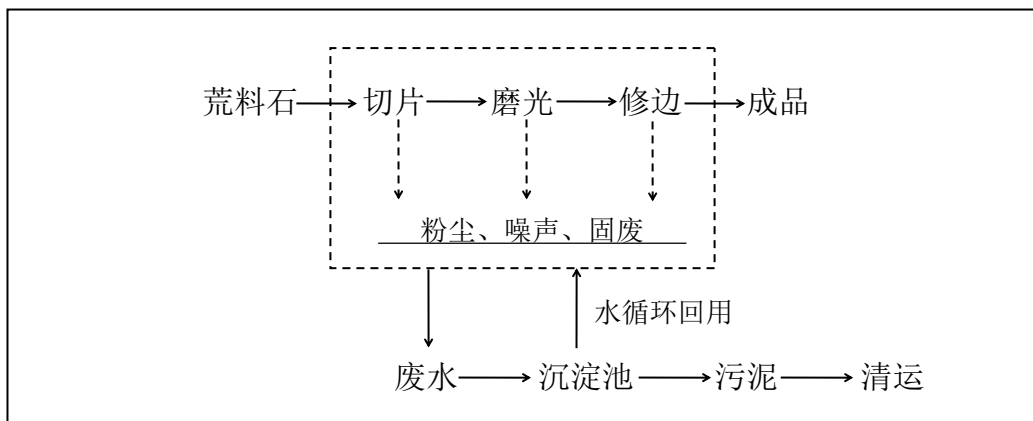 荒料石 切片 磨光 修边 成品
粉尘、噪声、固废
水循环回用
废水 沉淀池 污泥 清运